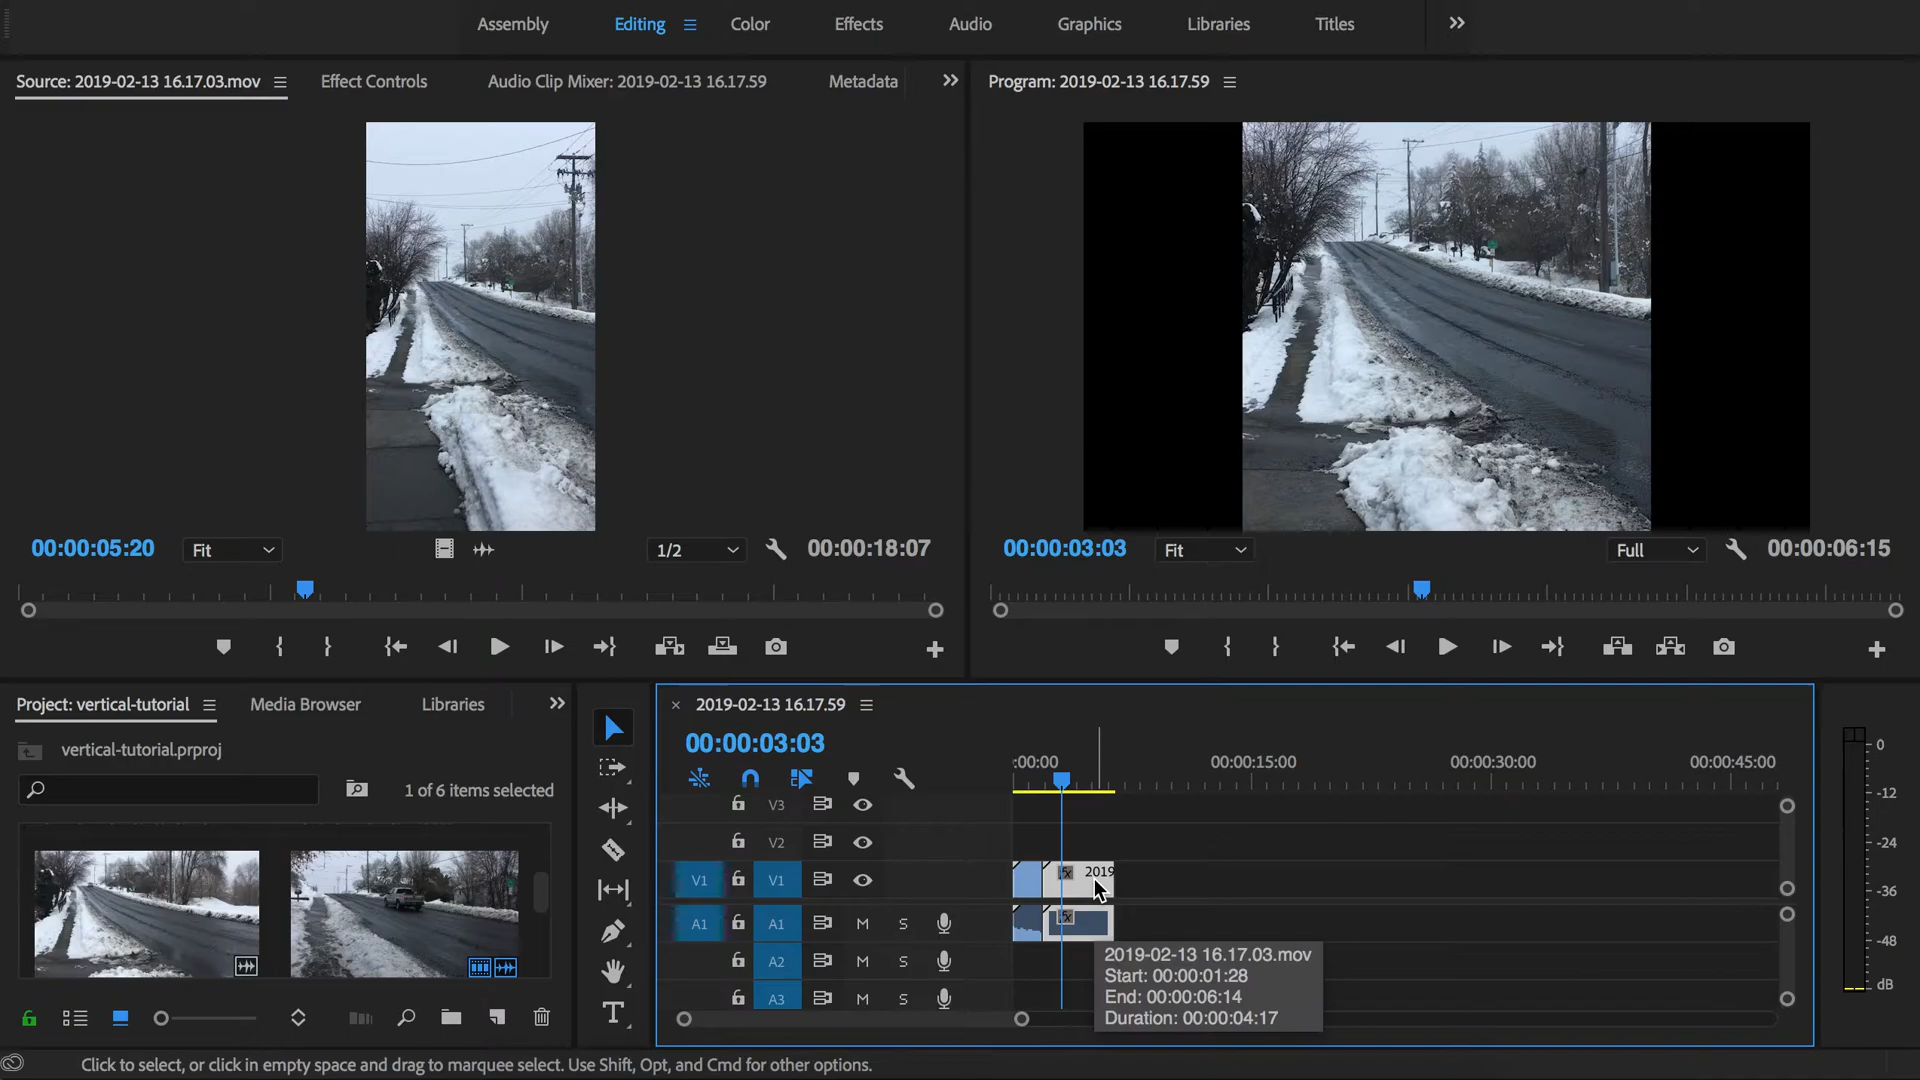 Assembly Editing Color Effects Audio Graphics Libraries Titles
Source: 2019-02-13 16.17.03.mov Effect Controls Audio Clip Mixer: 2019-02-13 16.17.59 Metadata
Program: 2019-02-13 16.17.59
00:00:05:20 Fit 1/2 00:00:18:07
00:00:03:03 Fit Full 00:00:06:15
Project: vertical-tutorial Media Browser Libraries
vertical-tutorial.prproj
1 of 6 items selected
2019-02-13 16.17.59
00:00:03:03
:00:00 00:00:15:00 00:00:30:00 00:00:45:00
V3
V2
V1 V1 fx 2019
A1 A1 M S fx
A2 M S
A3 M S
2019-02-13 16.17.03.mov
Start: 00:00:01:28
End: 00:00:06:14
Duration: 00:00:04:17
0
-12
-24
-36
-48
dB
Click to select, or click in empty space and drag to marquee select. Use Shift, Opt, and Cmd for other options.